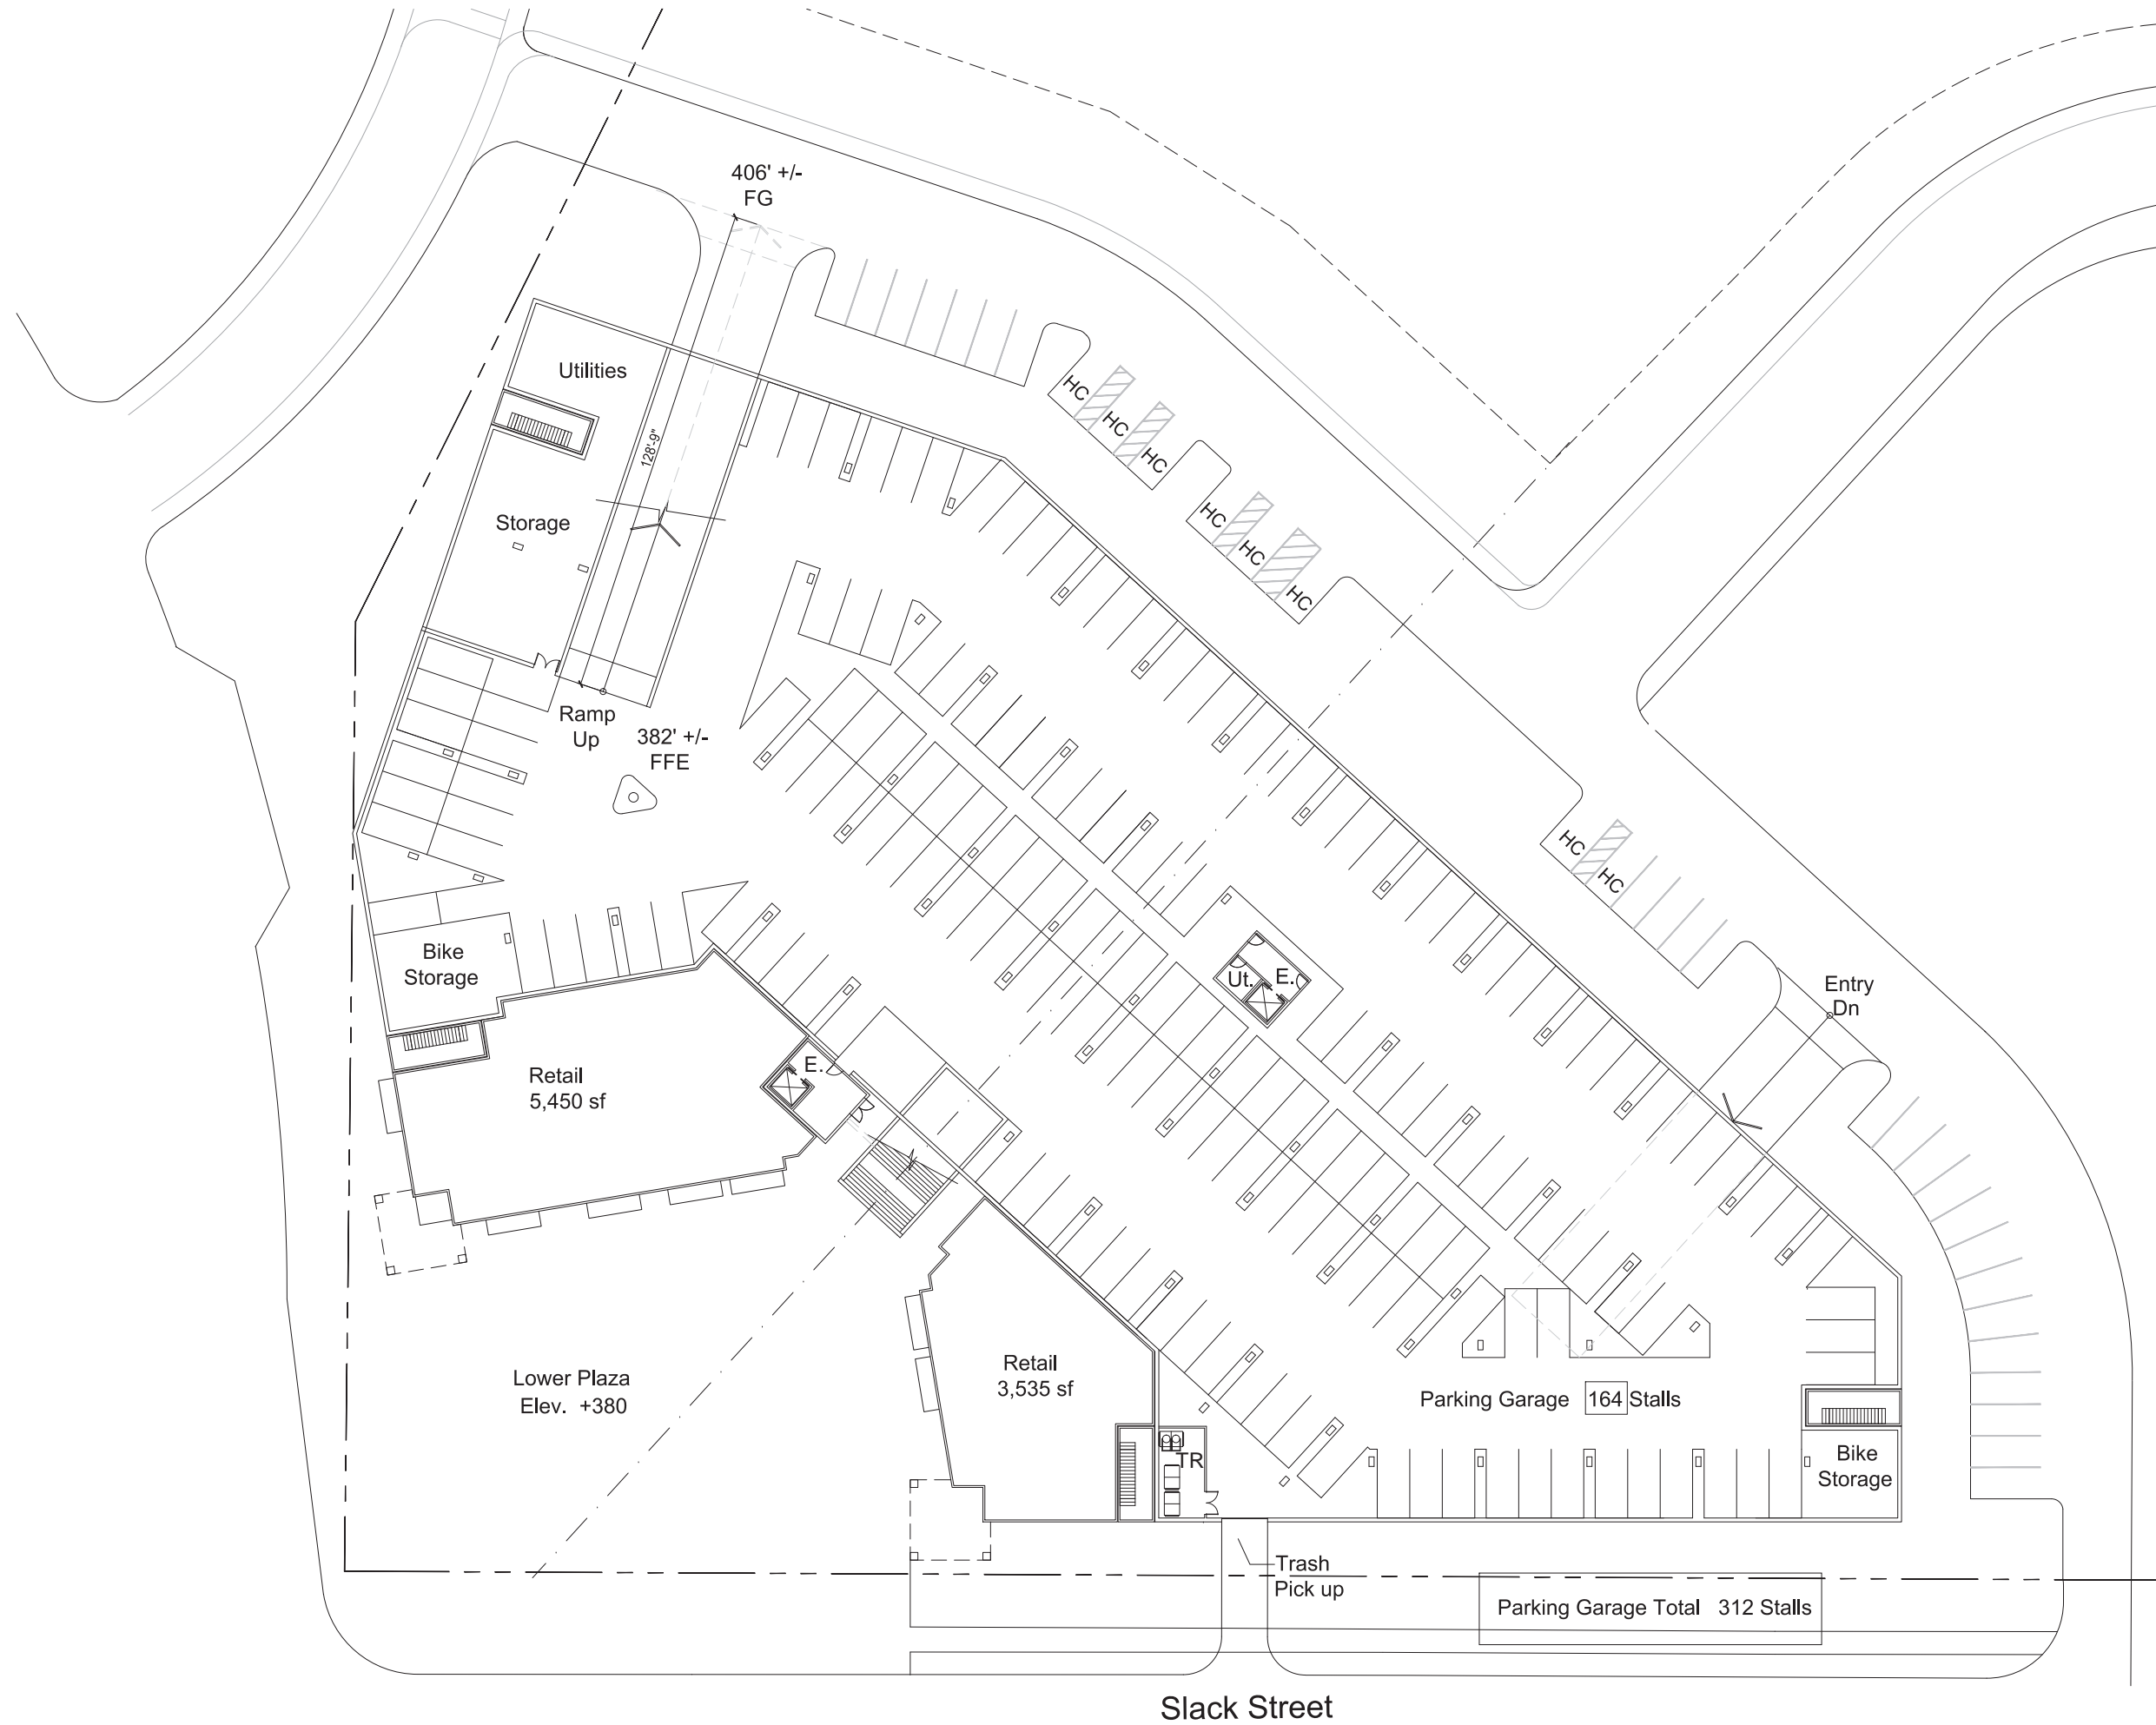 406' +/-
FG
Utilities
128'-9"
Storage
HC
HC
HC
HC
HC
HC
Ramp
Up
382' +/-
FFE
HC
HC
Bike
Storage
Ut.
E.
Entry
Dn
E.
Retail
5,450 sf
Retail
3,535 sf
Lower Plaza
Elev. +380
Parking Garage 164 Stalls
TR
Bike
Storage
Trash
Pick up
Parking Garage Total 312 Stalls
Slack Street